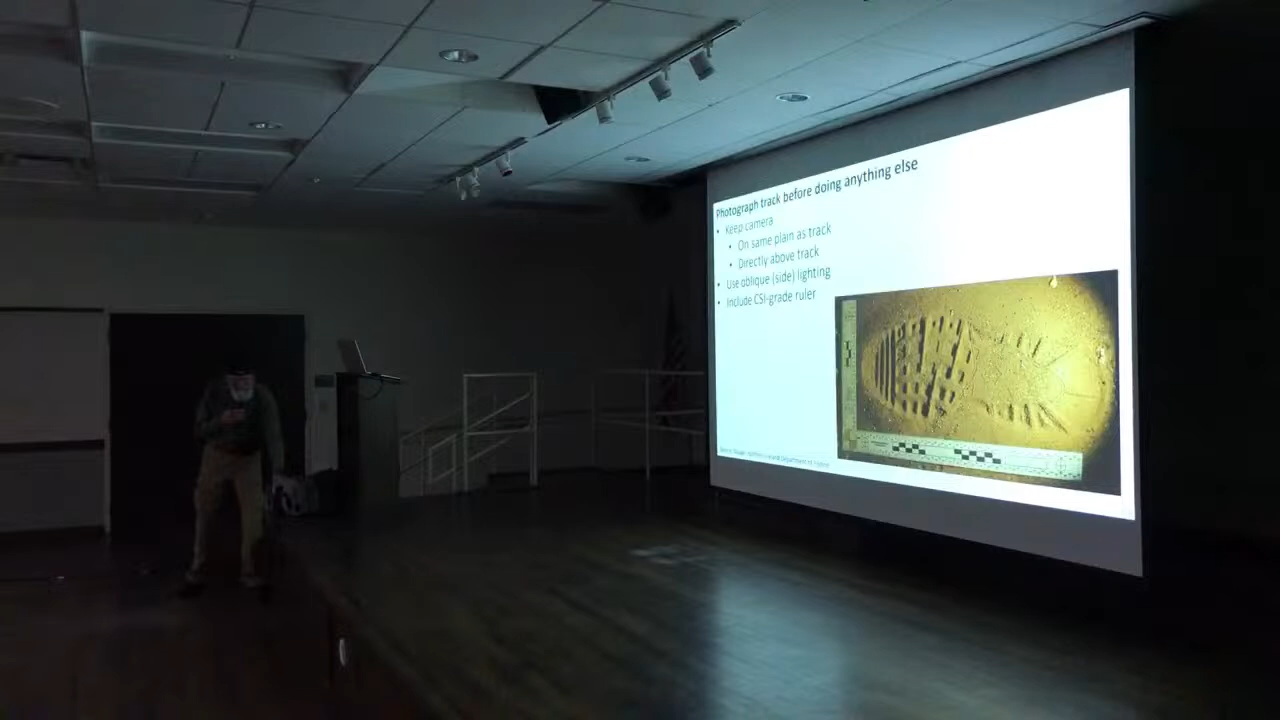 Photograph track before doing anything else
• Keep camera
• On same plain as track
• Directly above track
• Use oblique (side) lighting
• Include CSI-grade ruler